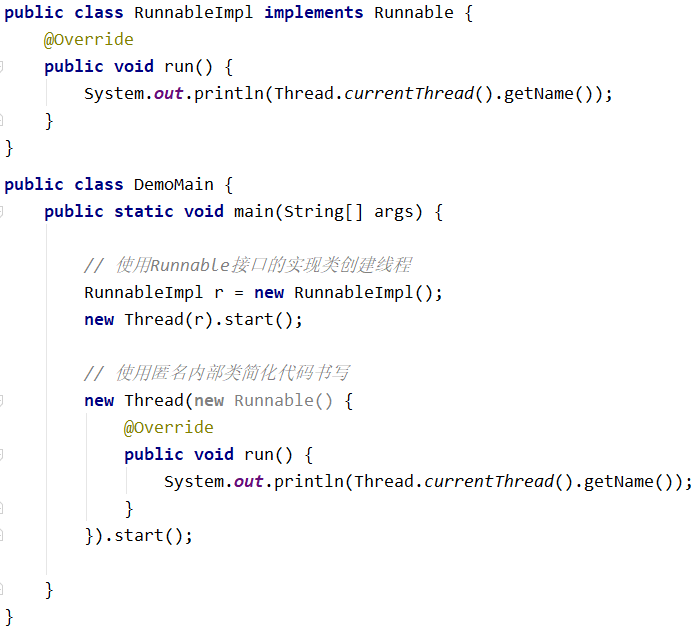 public class RunnableImpl implements Runnable {
@Override
public void run() {
System.out.println(Thread.currentThread().getName());
}
}
public class DemoMain {
public static void main(String[] args) {
// 使用Runnable接口的实现类创建线程
RunnableImpl r = new RunnableImpl();
new Thread(r).start();
// 使用匿名内部类简化代码书写
new Thread(new Runnable() {
@Override
public void run() {
System.out.println(Thread.currentThread().getName());
}
}).start();
}
}